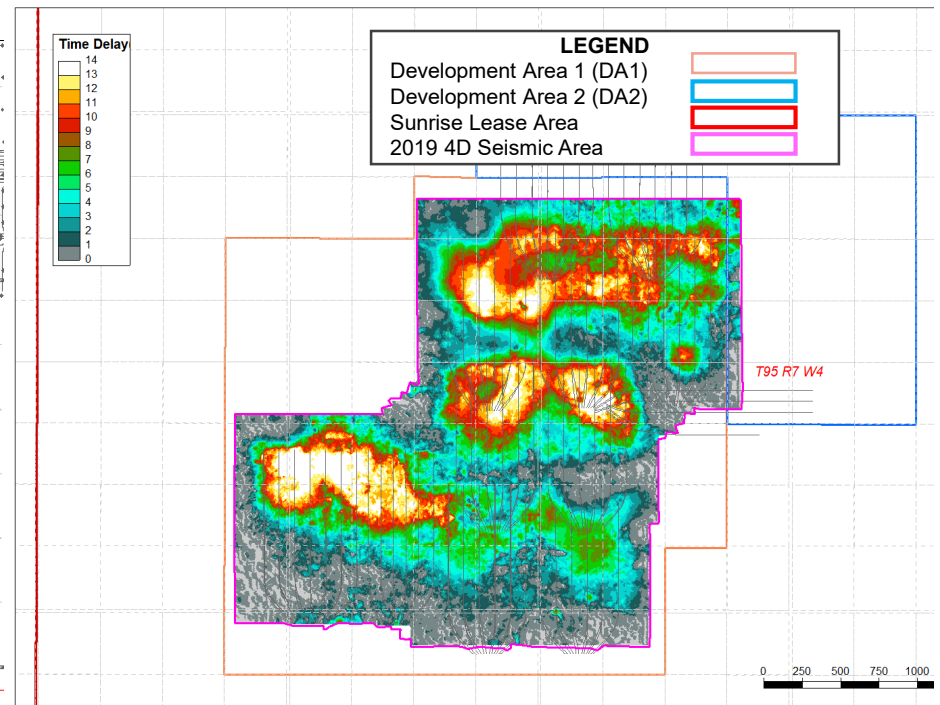 Time Delay
14
13
12
11
10
9
8
7
6
5
4
3
2
1
0
LEGEND
Development Area 1 (DA1)
Development Area 2 (DA2)
Sunrise Lease Area
2019 4D Seismic Area
T95 R7 W4
0 250 500 750 1000